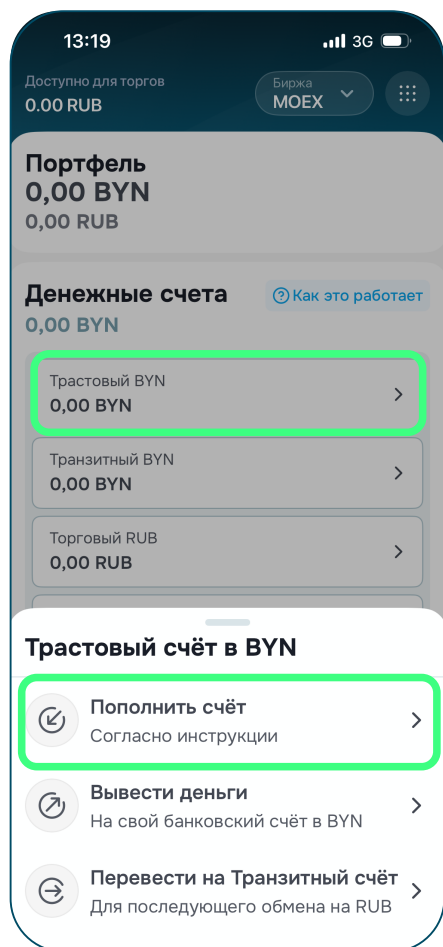 13:19
3G
Доступно для торгов
0.00 RUB
Биржа
MOEX
Портфель
0,00 BYN
0,00 RUB
Денежные счета
Как это работает
0,00 BYN
Трастовый BYN
0,00 BYN
Транзитный BYN
0,00 BYN
Торговый RUB
0,00 RUB
Трастовый счёт в BYN
Пополнить счёт
Согласно инструкции
Вывести деньги
На свой банковский счёт в BYN
Перевести на Транзитный счёт
Для последующего обмена на RUB